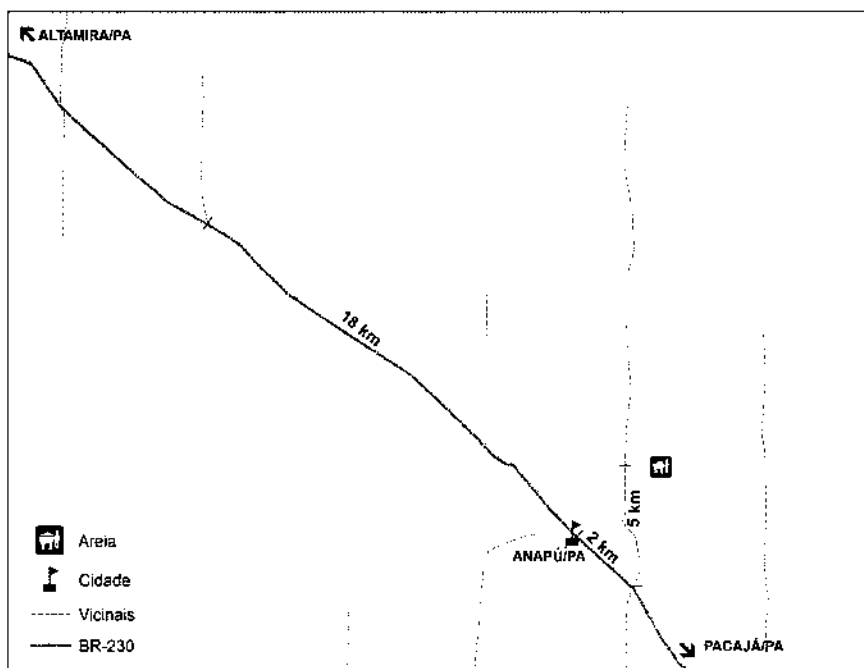 ALTAMIRA/PA
18 km
5 km
2 km
ANAPÚ/PA
PACAJÁ/PA
Areia
Cidade
Vicinais
BR-230